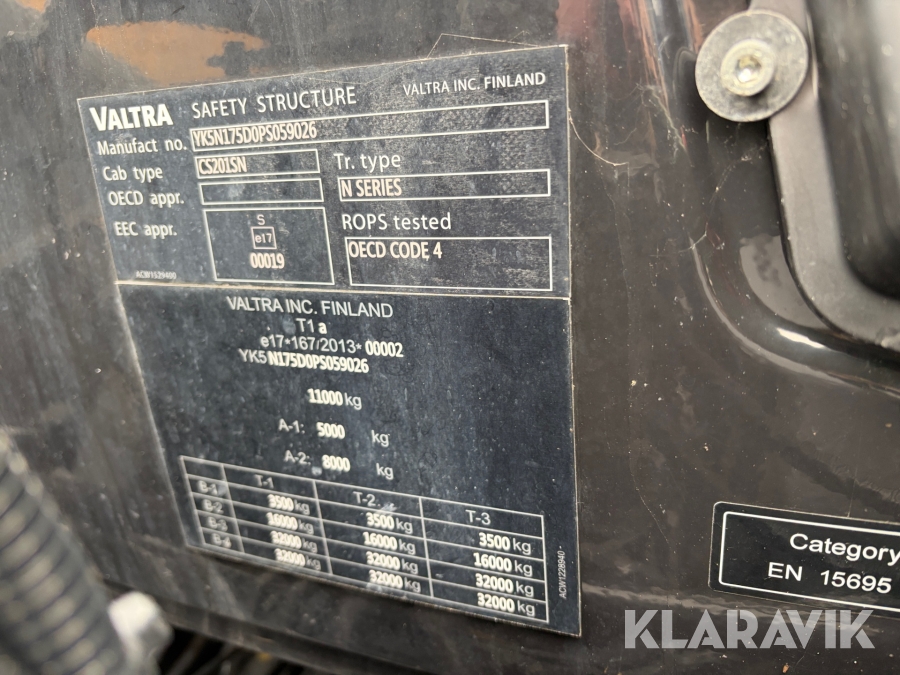 VALTRA SAFETY STRUCTURE VALTRA INC. FINLAND
Manufact no. YK5N175D0PS059026
Cab type CS201SN Tr. type
OECD appr. N SERIES
EEC appr. S ROPS tested
e17 OECD CODE 4
00019
ACW1529400
VALTRA INC. FINLAND
T1 a
e17*167/2013* 00002
YK5 N175D0PS059026
11000 kg
A-1: 5000 kg
A-2: 8000 kg
T-1 T-2 T-3
B-1 3500 kg 3500 kg 3500 kg
B-2 16000 kg 16000 kg 16000 kg
B-3 32000 kg 32000 kg 32000 kg
B-4 32000 kg 32000 kg 32000 kg
ACW1228940-
Category
EN 15695
KLARAVIK